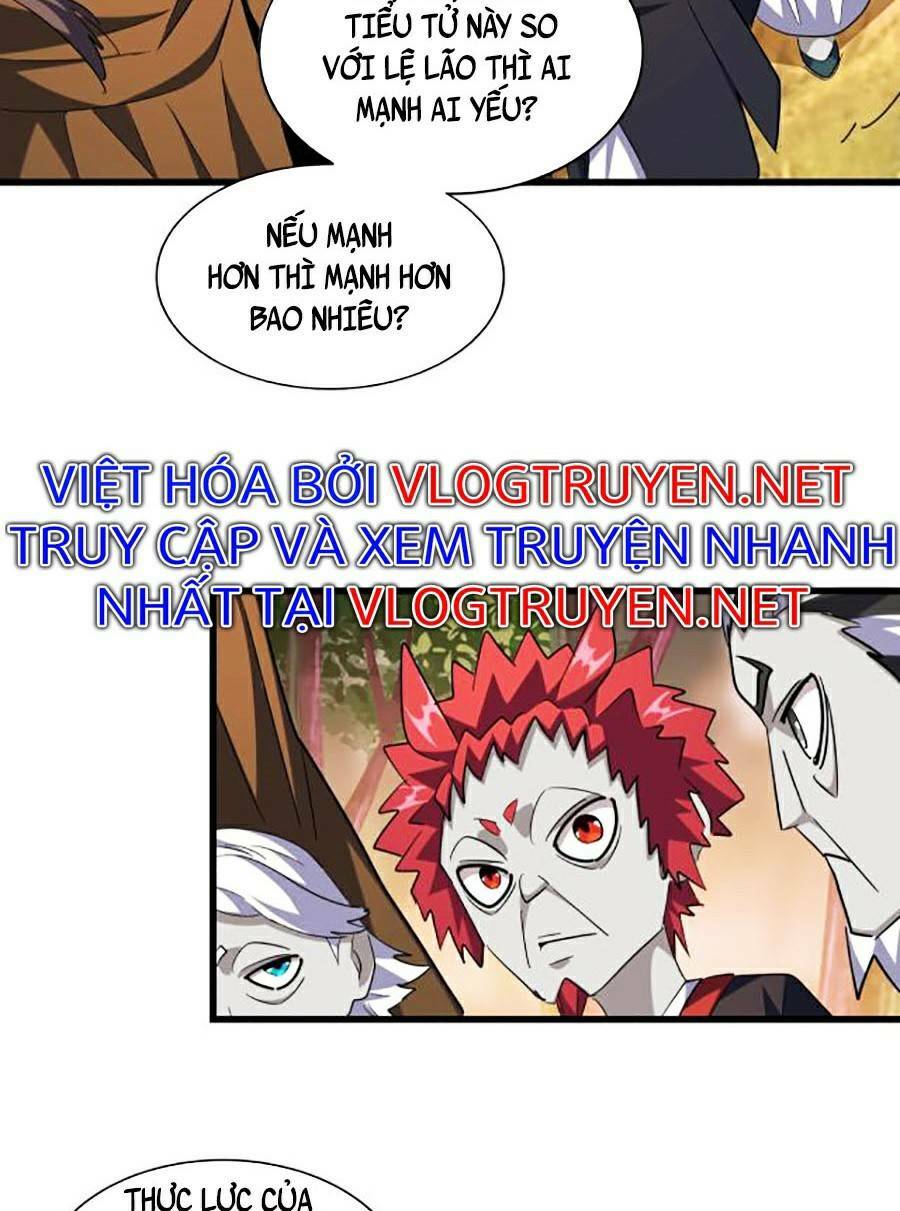 TIỂU TỬ NÀY SO
VỚI LỆ LÃO THÌ AI
MẠNH AI YẾU?
NẾU MẠNH
HƠN THÌ MẠNH HƠN
BAO NHIÊU?
VIỆT HÓA BỞI VLOGTRUYEN.NET
TRUY CẬP VÀ XEM TRUYỆN NHANH
NHẤT TẠI VLOGTRUYEN.NET
THỰC LỰC CỦA